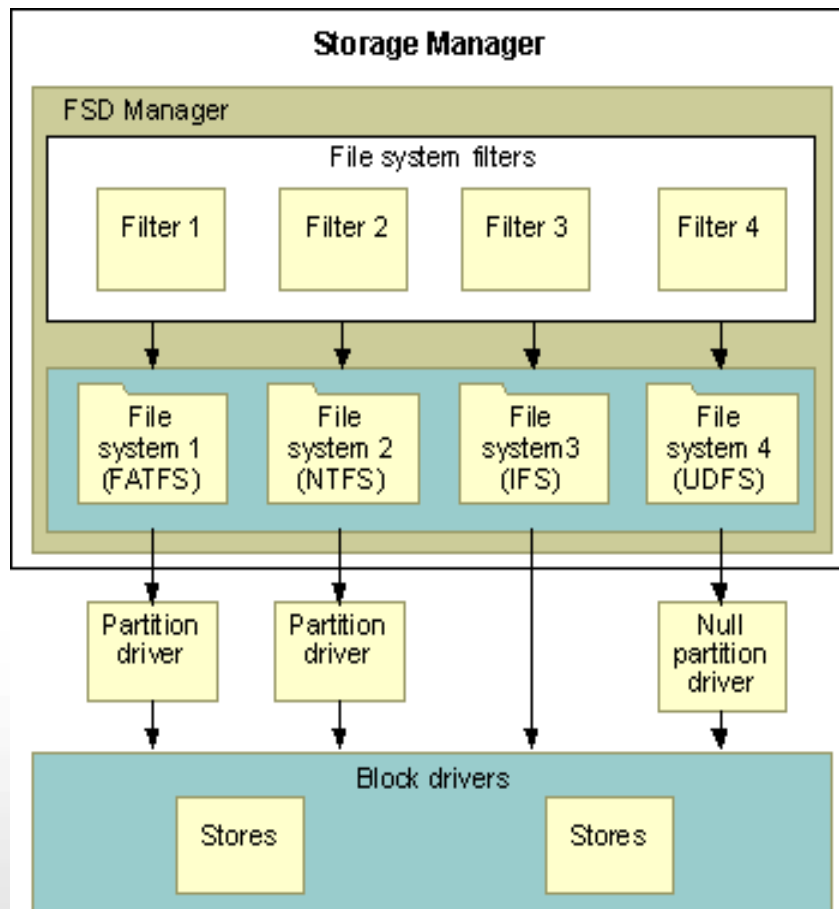 Storage Manager
FSD Manager
File system filters
Filter 1
Filter 2
Filter 3
Filter 4
File
system 1
(FATFS)
File
system 2
(NTFS)
File
system3
(IFS)
File
system 4
(UDFS)
Partition
driver
Partition
driver
Null
partition
driver
Block drivers
Stores
Stores